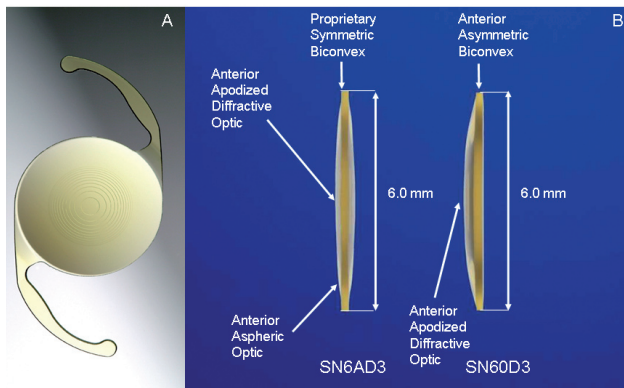 A
B
Proprietary
Symmetric
Biconvex
Anterior
Asymmetric
Biconvex
Anterior
Apodized
Diffractive
Optic
6.0 mm
6.0 mm
Anterior
Aspheric
Optic
Anterior
Apodized
Diffractive
Optic
SN6AD3
SN60D3